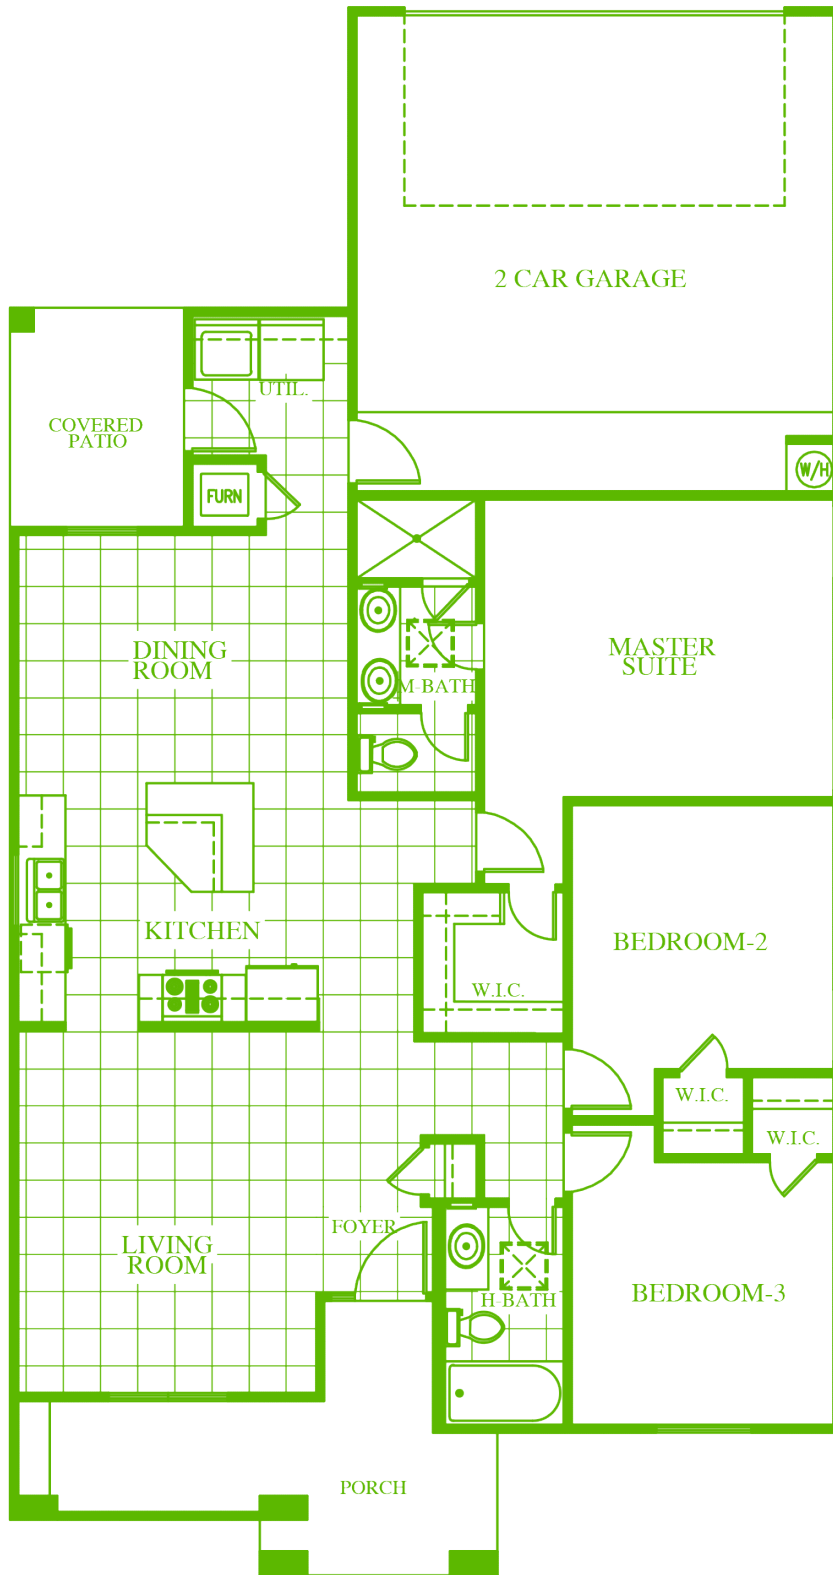 2 CAR GARAGE
UTIL.
COVERED
PATIO
W/H
FURN
DINING
ROOM
MASTER
SUITE
M-BATH
KITCHEN
BEDROOM-2
W.I.C.
W.I.C.
W.I.C.
FOYER
LIVING
ROOM
H-BATH
BEDROOM-3
PORCH